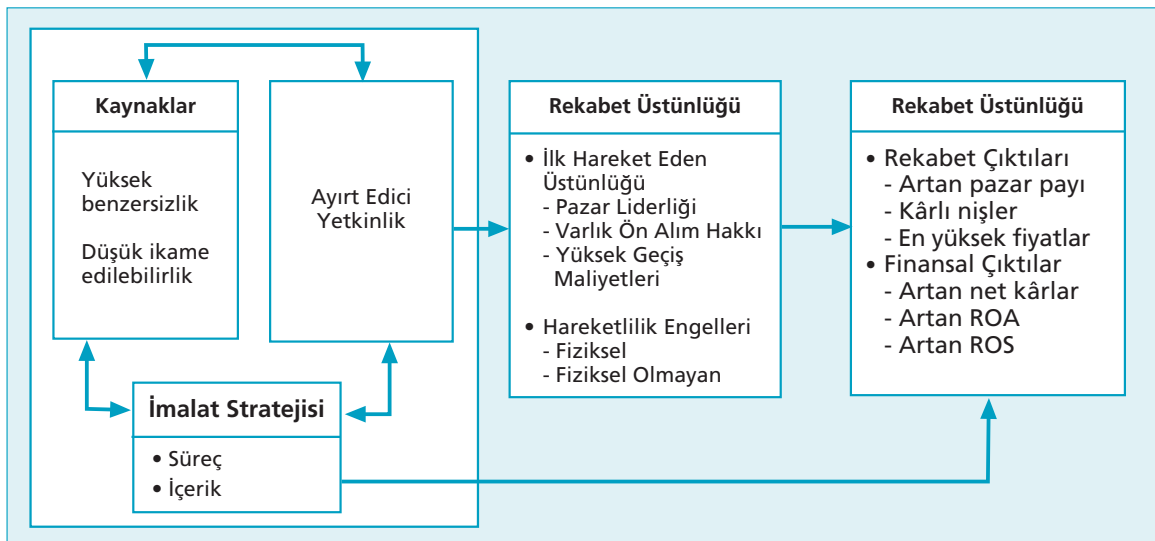 Kaynaklar
Yüksek
benzersizlik
Düşük ikame
edilebilirlik
Ayırt Edici
Yetkinlik
İmalat Stratejisi
• Süreç
• İçerik
Rekabet Üstünlüğü
• İlk Hareket Eden
Üstünlüğü
- Pazar Liderliği
- Varlık Ön Alım Hakkı
- Yüksek Geçiş
Maliyetleri
• Hareketlilik Engelleri
- Fiziksel
- Fiziksel Olmayan
Rekabet Üstünlüğü
• Rekabet Çıktıları
- Artan pazar payı
- Kârlı nişler
- En yüksek fiyatlar
• Finansal Çıktılar
- Artan net kârlar
- Artan ROA
- Artan ROS